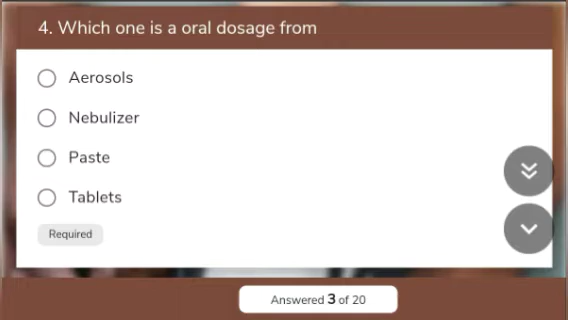 4. Which one is a oral dosage from
Aerosols
Nebulizer
Paste
Tablets
Required
Answered 3 of 20